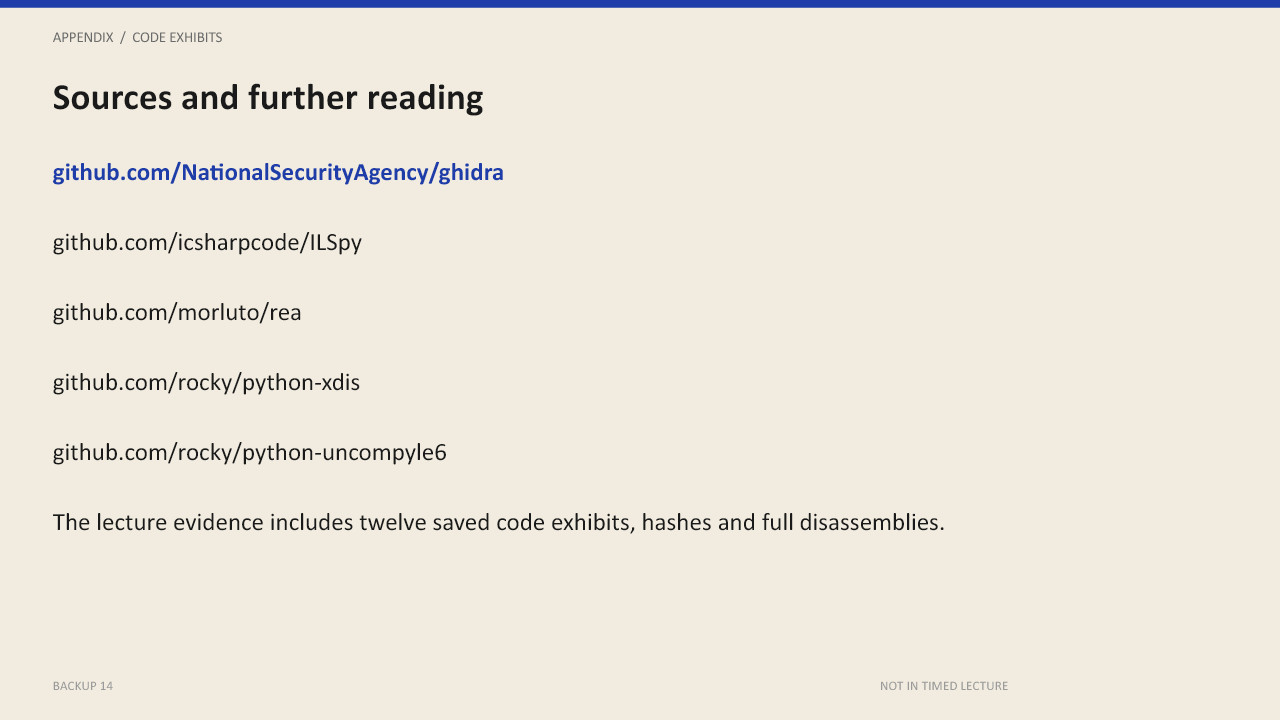 APPENDIX / CODE EXHIBITS
Sources and further reading
github.com/NationalSecurityAgency/ghidra
github.com/icsharpcode/ILSpy
github.com/morluto/rea
github.com/rocky/python-xdis
github.com/rocky/python-uncompyle6
The lecture evidence includes twelve saved code exhibits, hashes and full disassemblies.
BACKUP 14
NOT IN TIMED LECTURE